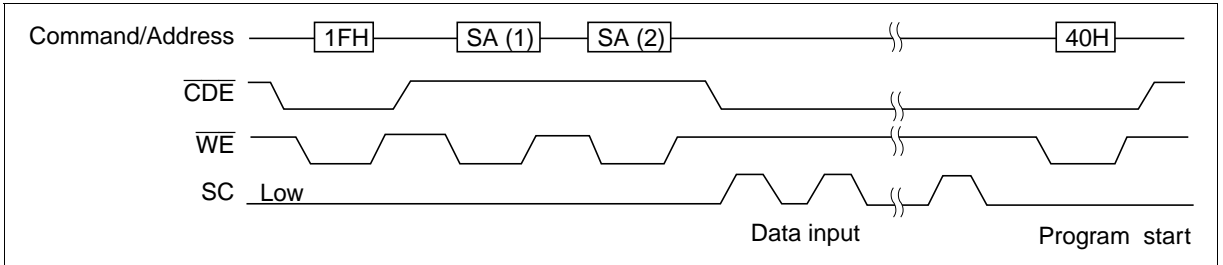 Command/Address 1FH SA (1) SA (2) 40H
CDE
WE
SC Low
Data input Program start